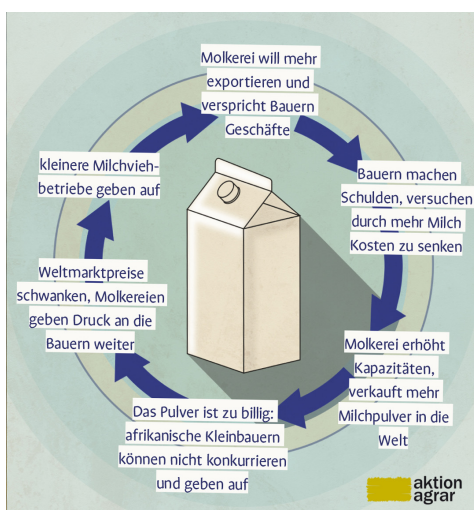 Molkerei will mehr
exportieren und
verspricht Bauern
Geschäfte
Bauern machen
Schulden, versuchen
durch mehr Milch
Kosten zu senken
Molkerei erhöht
Kapazitäten,
verkauft mehr
Milchpulver in die
Welt
Das Pulver ist zu billig:
afrikanische Kleinbauern
können nicht konkurrieren
und geben auf
Weltmarktpreise
schwanken, Molkereien
geben Druck an die
Bauern weiter
kleinere Milchvieh-
betriebe geben auf
aktion
agrar